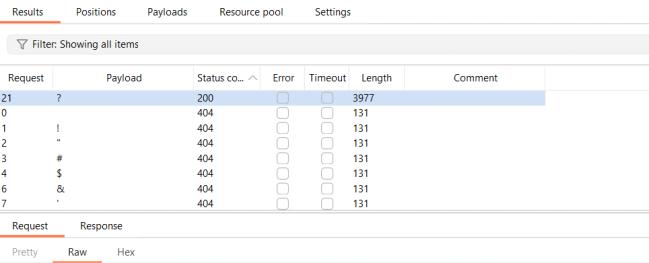 Results Positions Payloads Resource pool Settings
Filter: Showing all items
Request Payload Status co... Error Timeout Length Comment
21 ? 200 3977
0 404 131
1 ! 404 131
2 " 404 131
3 # 404 131
4 $ 404 131
6 & 404 131
7 ' 404 131
Request Response
Pretty Raw Hex